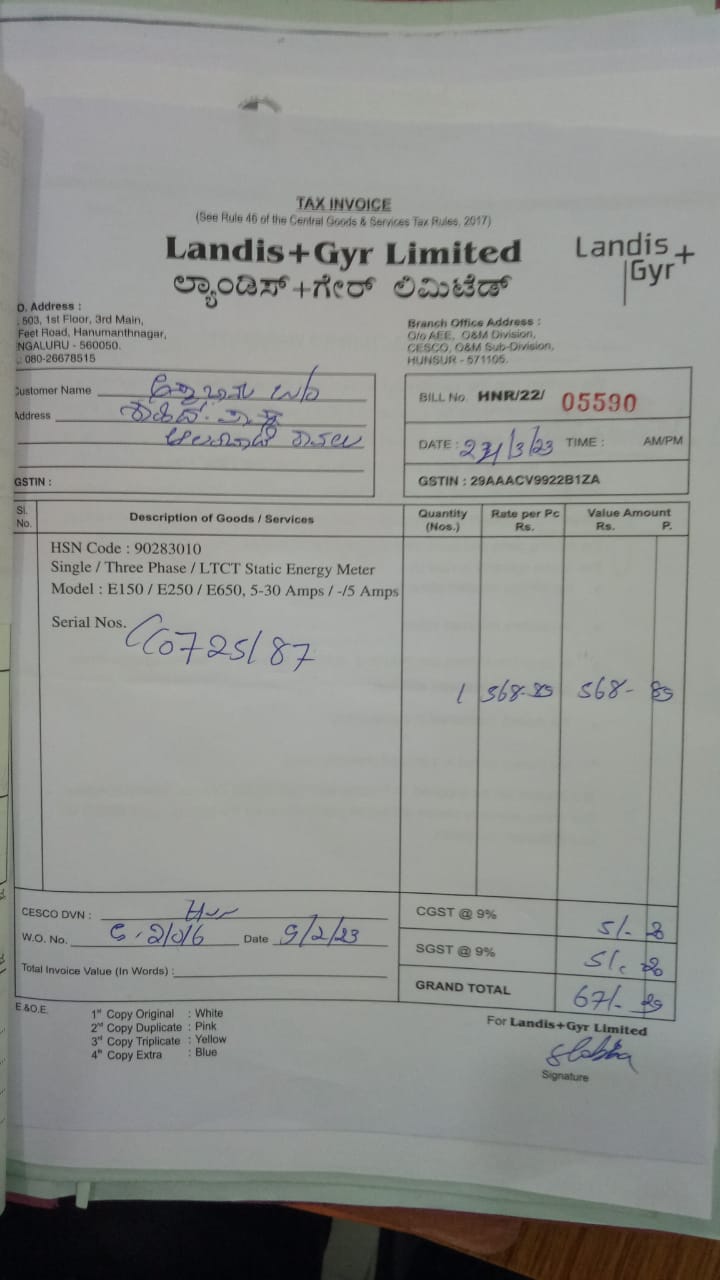 TAX INVOICE
(See Rule 46 of the Central Goods & Services Tax Rules, 2017)
Landis+Gyr Limited
ಲ್ಯಾಂಡಿಸ್+ಗೇರ್ ಲಿಮಿಟೆಡ್
Landis+
Gyr
O. Address :
503, 1st Floor, 3rd Main,
Feet Road, Hanumanthnagar,
NGALURU - 560050.
: 080-26678515
Branch Office Address :
O/o AEE, O&M Division,
CESCO, O&M Sub-Division,
HUNSUR - 571105.
Customer Name
Address
GSTIN :
BILL No. HNR/22/ 05590
DATE : /3/23 TIME : AM/PM
GSTIN : 29AAACV9922B1ZA
Sl. No. Description of Goods / Services Quantity (Nos.) Rate per Pc Rs. Value Amount Rs. P.
HSN Code : 90283010
Single / Three Phase / LTCT Static Energy Meter
Model : E150 / E250 / E650, 5-30 Amps / -/5 Amps
Serial Nos.
1 568-89 568- 89
CESCO DVN :
W.O. No. Date 9/2/23
Total Invoice Value (In Words) :
CGST @ 9% 51-
SGST @ 9% 51-
GRAND TOTAL 671-
E.&O.E.
1st Copy Original : White
2nd Copy Duplicate : Pink
3rd Copy Triplicate : Yellow
4th Copy Extra : Blue
For Landis+Gyr Limited
Signature